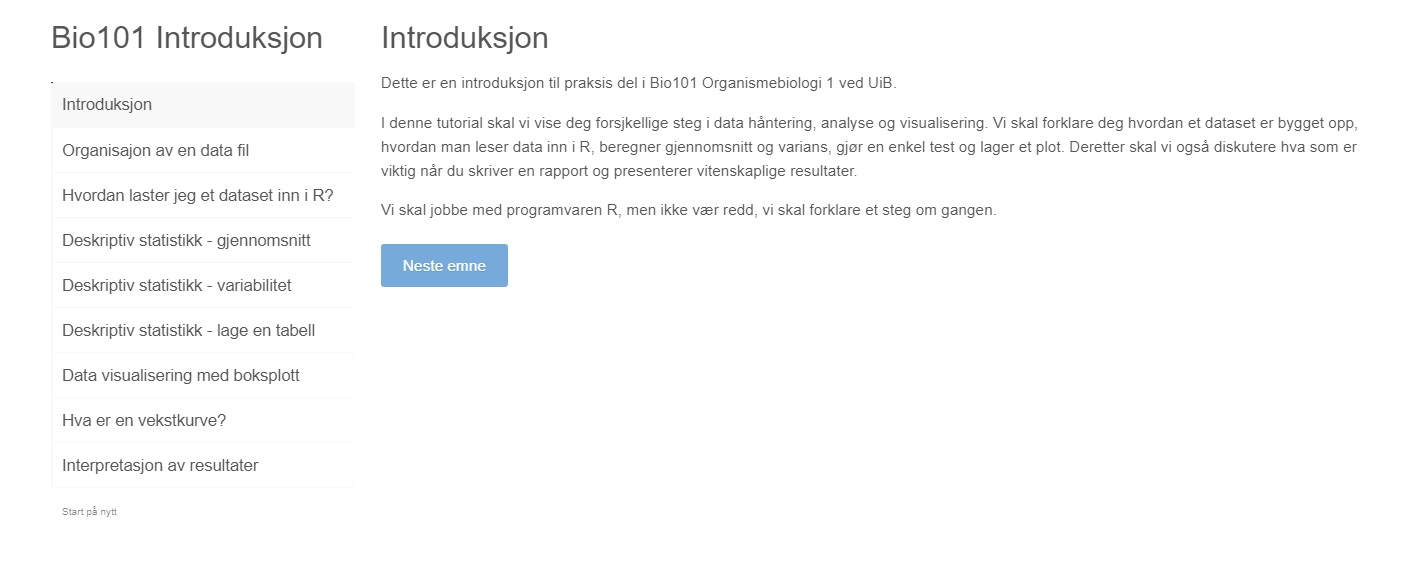 Bio101 Introduksjon
Introduksjon
Organisajon av en data fil
Hvordan laster jeg et dataset inn i R?
Deskriptiv statistikk - gjennomsnitt
Deskriptiv statistikk - variabilitet
Deskriptiv statistikk - lage en tabell
Data visualisering med boksplott
Hva er en vekstkurve?
Interpretasjon av resultater
Start på nytt
Introduksjon
Dette er en introduksjon til praksis del i Bio101 Organismebiologi 1 ved UiB.
I denne tutorial skal vi vise deg forsjkellige steg i data håntering, analyse og visualisering. Vi skal forklare deg hvordan et dataset er bygget opp,
hvordan man leser data inn i R, beregner gjennomsnitt og varians, gjør en enkel test og lager et plot. Deretter skal vi også diskutere hva som er
viktig når du skriver en rapport og presenterer vitenskaplige resultater.
Vi skal jobbe med programvaren R, men ikke vær redd, vi skal forklare et steg om gangen.
Neste emne